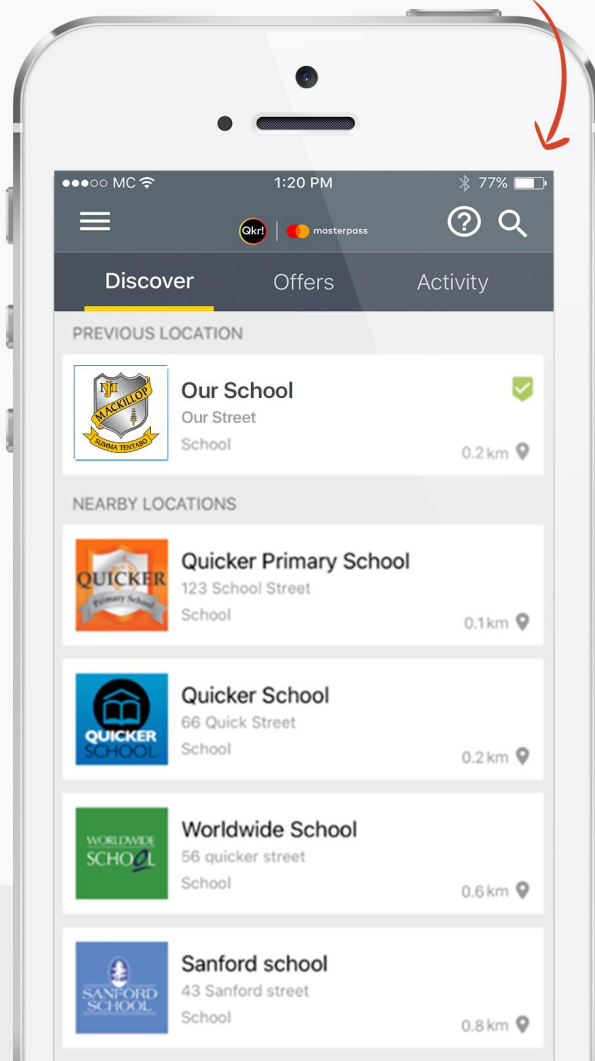 MC 1:20 PM 77%
Qkr! masterpass
Discover Offers Activity
PREVIOUS LOCATION
MACKILLOP
SUMMA TENTABO
Our School
Our Street
School
0.2 km
NEARBY LOCATIONS
QUICKER
Primary School
Quicker Primary School
123 School Street
School
0.1 km
QUICKER
SCHOOL
Quicker School
66 Quick Street
School
0.2 km
WORLDWIDE
SCHOOL
Worldwide School
56 quicker street
School
0.6 km
SANFORD
SCHOOL
Sanford school
43 Sanford street
School
0.8 km